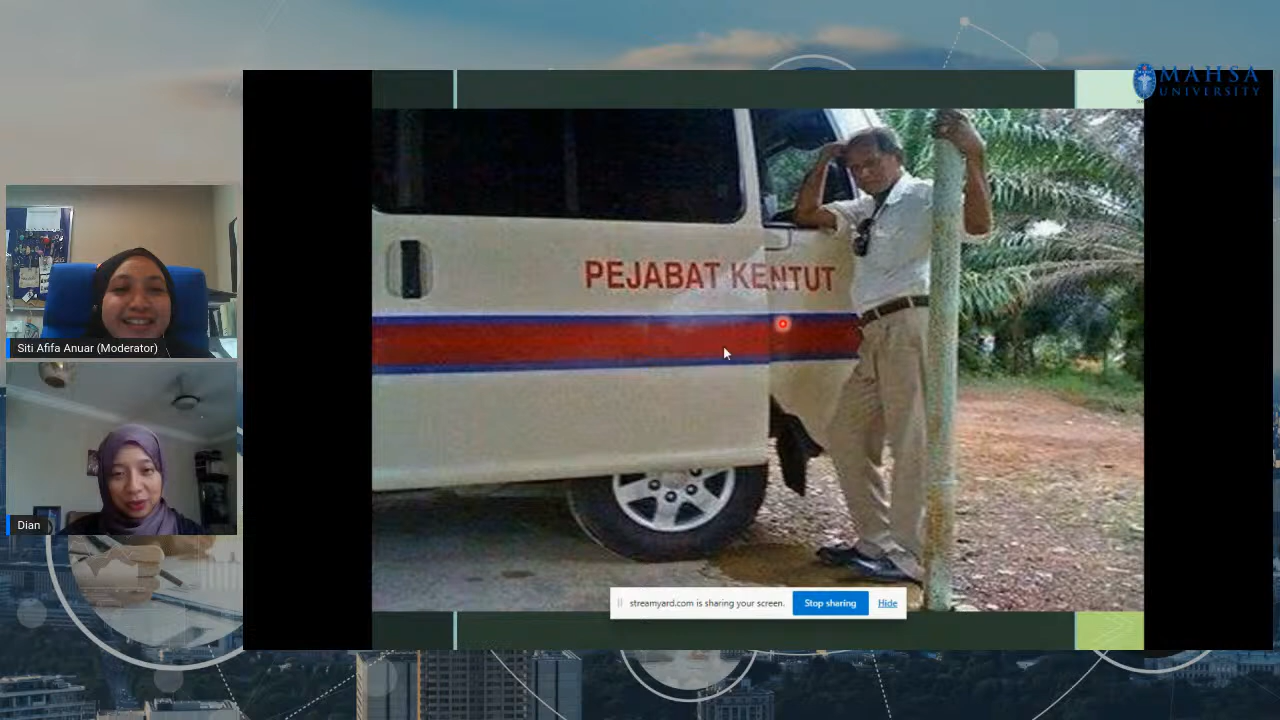 MAHSA
UNIVERSITY
PEJABAT KENTUT
Siti Afifa Anuar (Moderator)
Dian
streamyard.com is sharing your screen.
Stop sharing
Hide